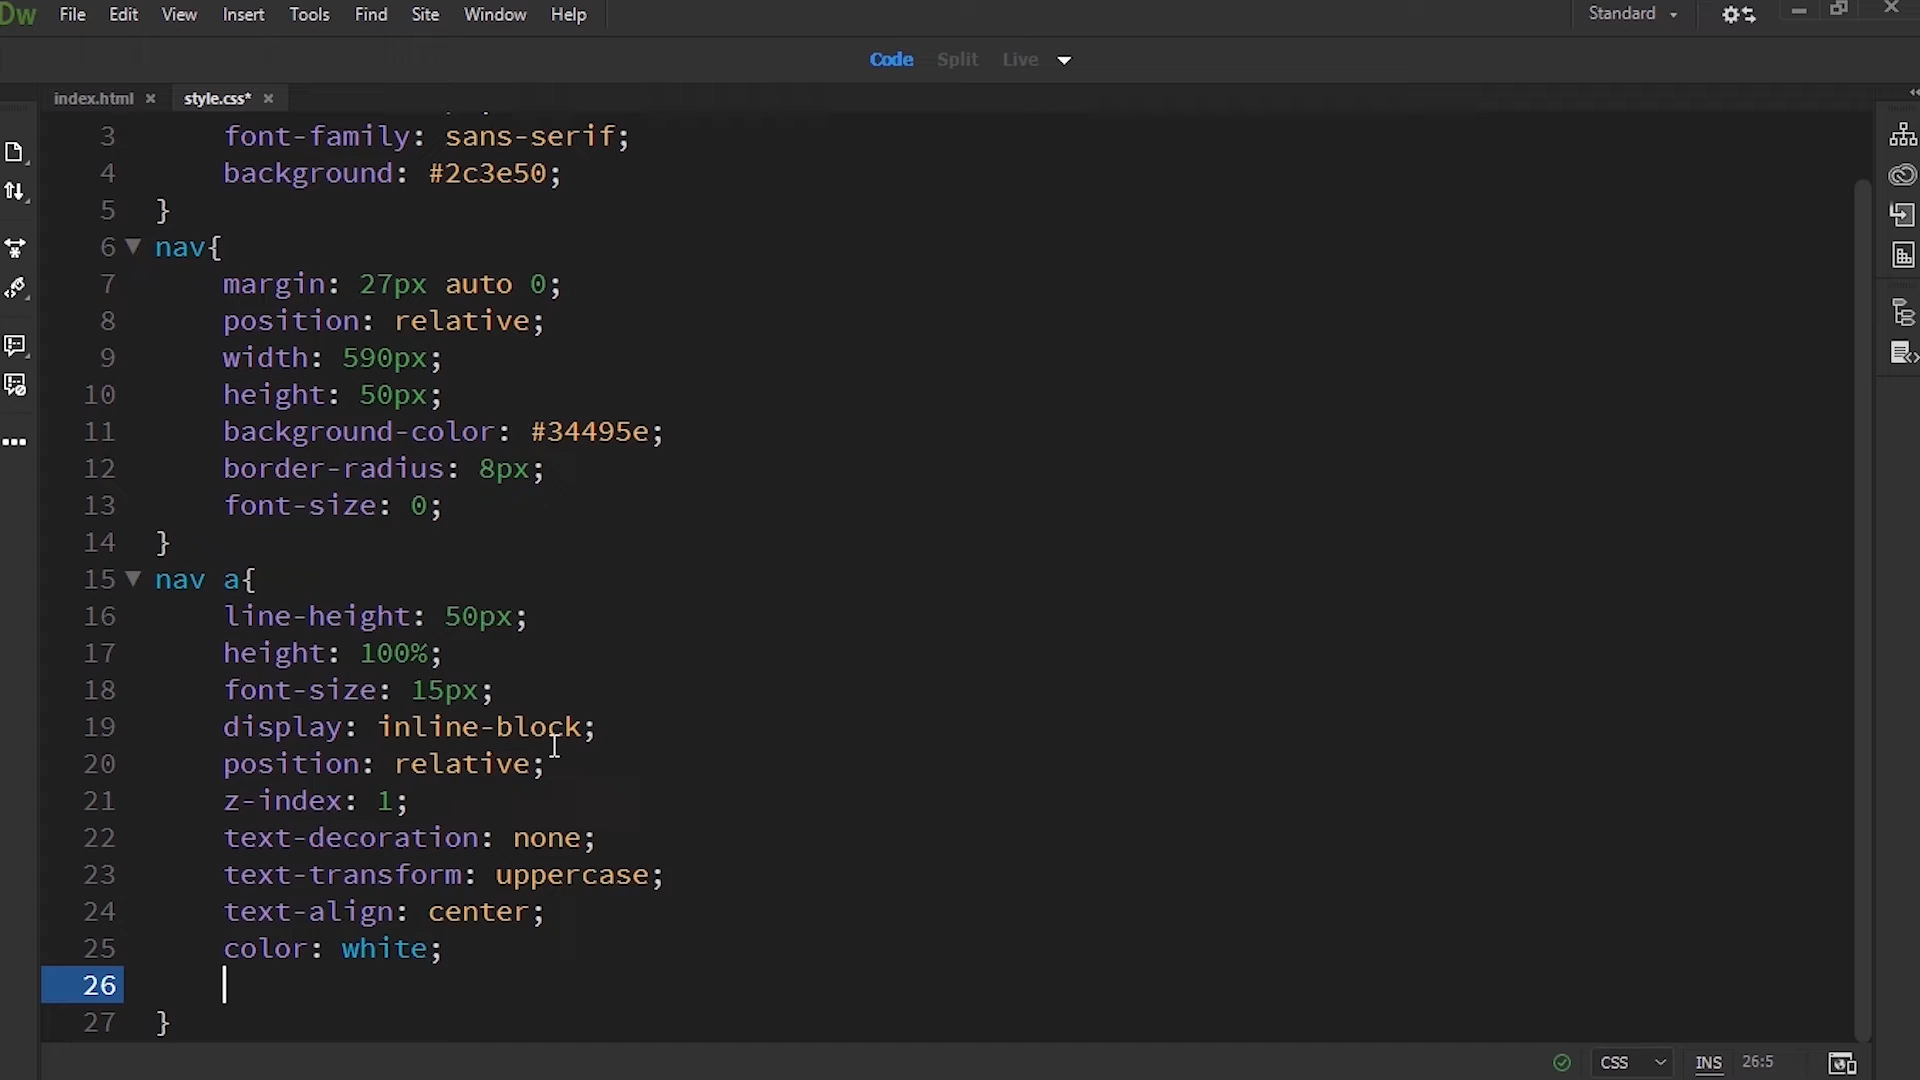 Dw File Edit View Insert Tools Find Site Window Help Standard
Code Split Live
index.html style.css*
3 font-family: sans-serif;
4 background: #2c3e50;
5 }
6 nav{
7 margin: 27px auto 0;
8 position: relative;
9 width: 590px;
10 height: 50px;
11 background-color: #34495e;
12 border-radius: 8px;
13 font-size: 0;
14 }
15 nav a{
16 line-height: 50px;
17 height: 100%;
18 font-size: 15px;
19 display: inline-block;
20 position: relative;
21 z-index: 1;
22 text-decoration: none;
23 text-transform: uppercase;
24 text-align: center;
25 color: white;
26
27 }
CSS INS 26:5